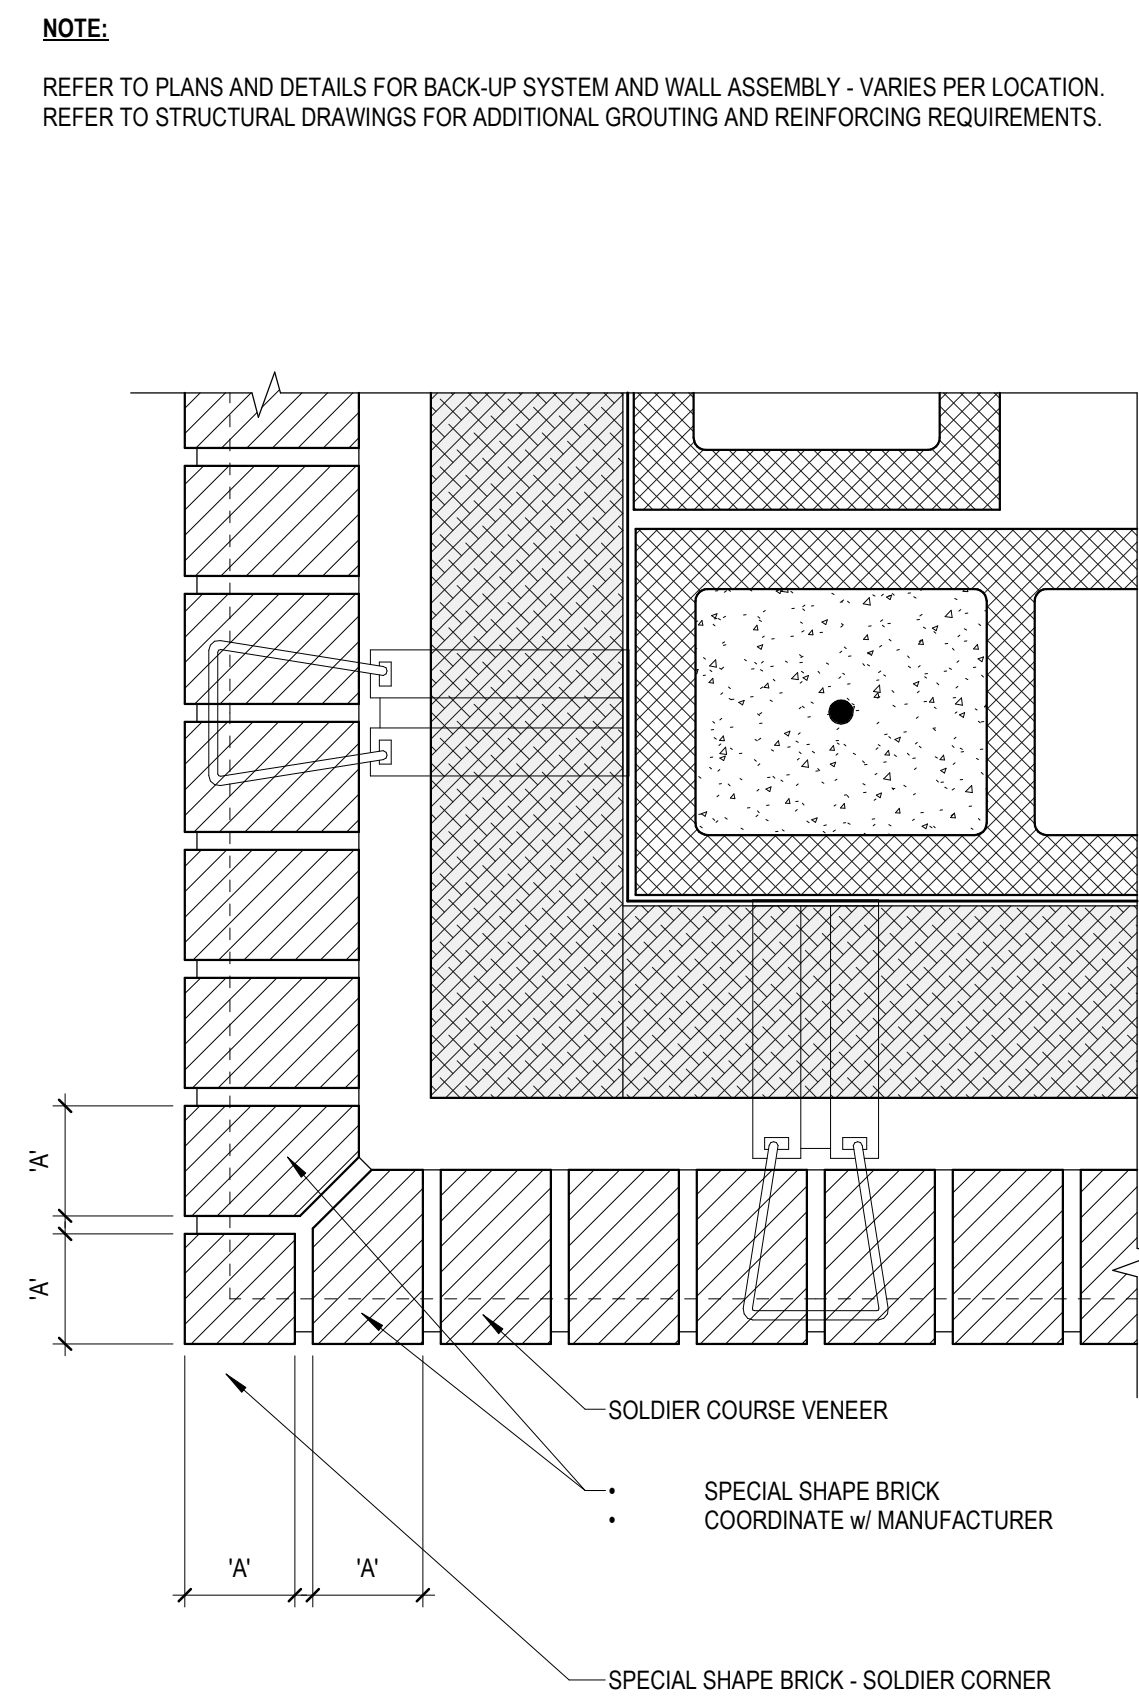 NOTE:
REFER TO PLANS AND DETAILS FOR BACK-UP SYSTEM AND WALL ASSEMBLY - VARIES PER LOCATION.
REFER TO STRUCTURAL DRAWINGS FOR ADDITIONAL GROUTING AND REINFORCING REQUIREMENTS.
'A'
'A'
SOLDIER COURSE VENEER
• SPECIAL SHAPE BRICK
• COORDINATE w/ MANUFACTURER
'A' 'A'
SPECIAL SHAPE BRICK - SOLDIER CORNER